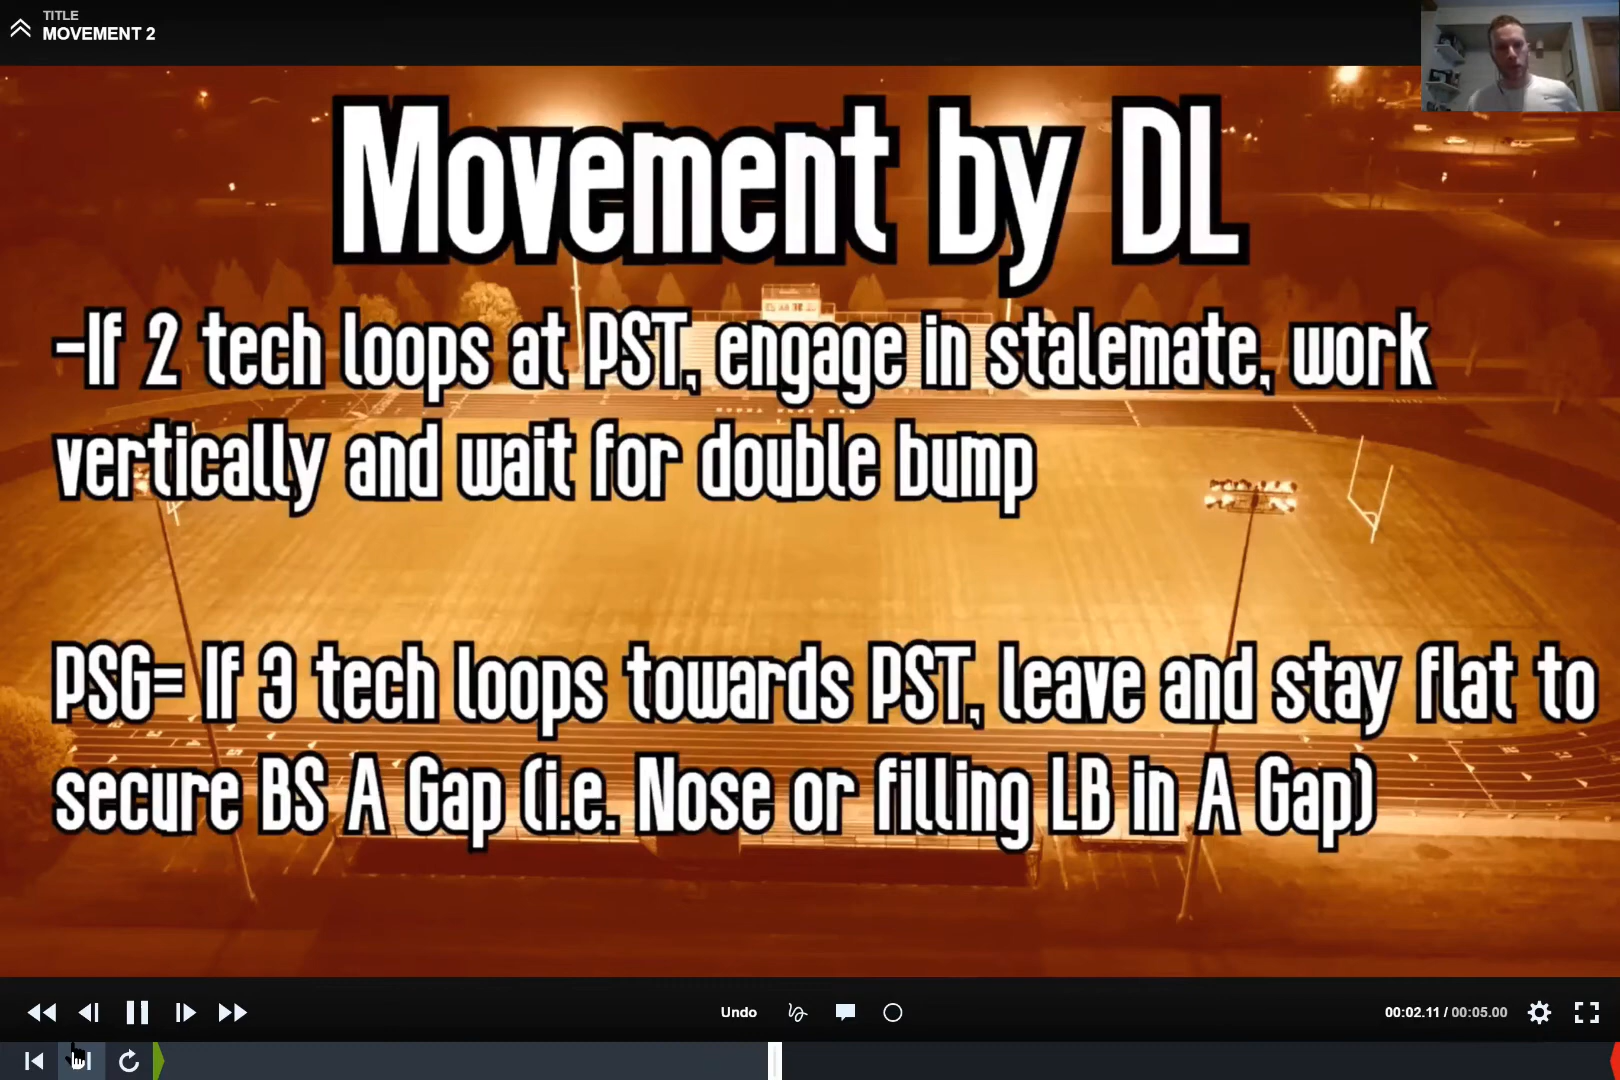 TITLE
MOVEMENT 2
Movement by DL
-If 2 tech loops at PST, engage in stalemate, work
vertically and wait for double bump
PSG= If 3 tech loops towards PST, leave and stay flat to
secure BS A Gap (i.e. Nose or filling LB in A Gap)
Undo
00:02.11 / 00:05.00